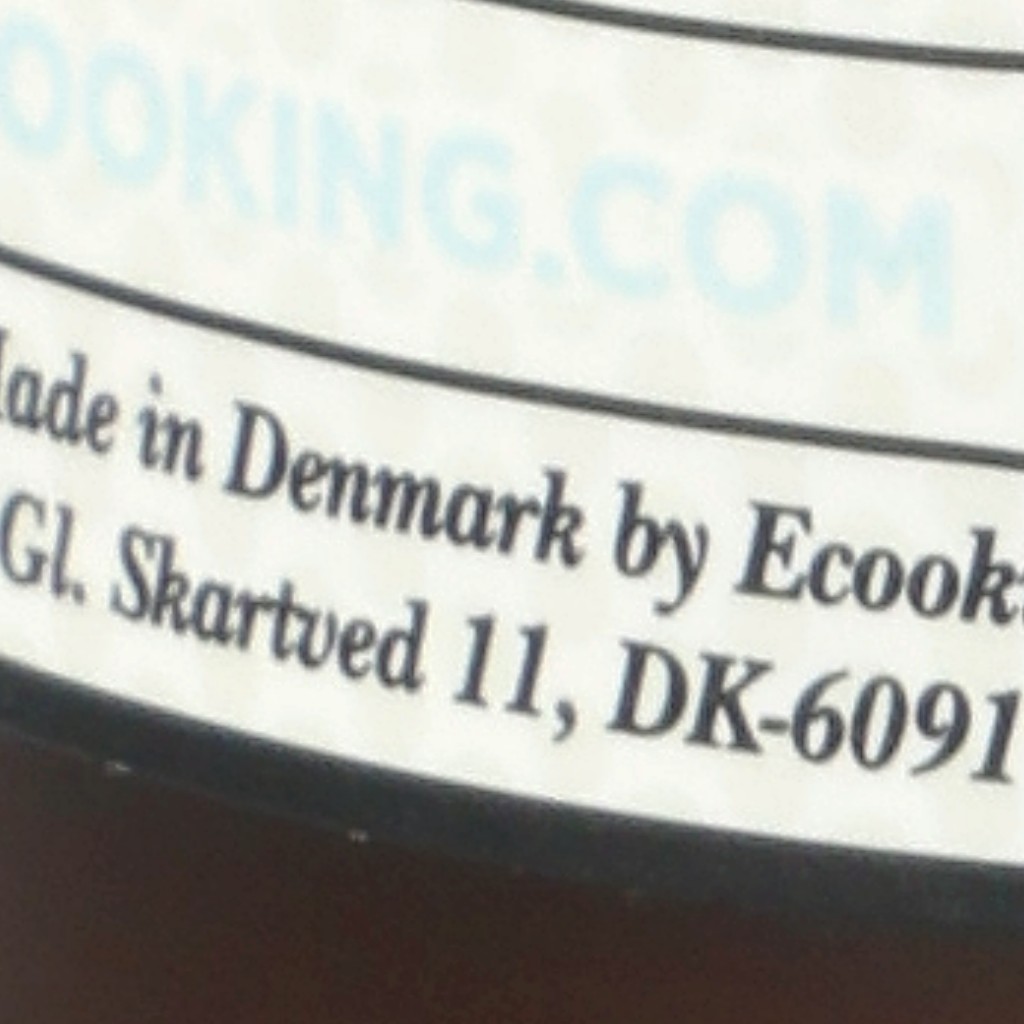 OOKING.COM
ade in Denmark by Ecook
Gl. Skartved 11, DK-6091